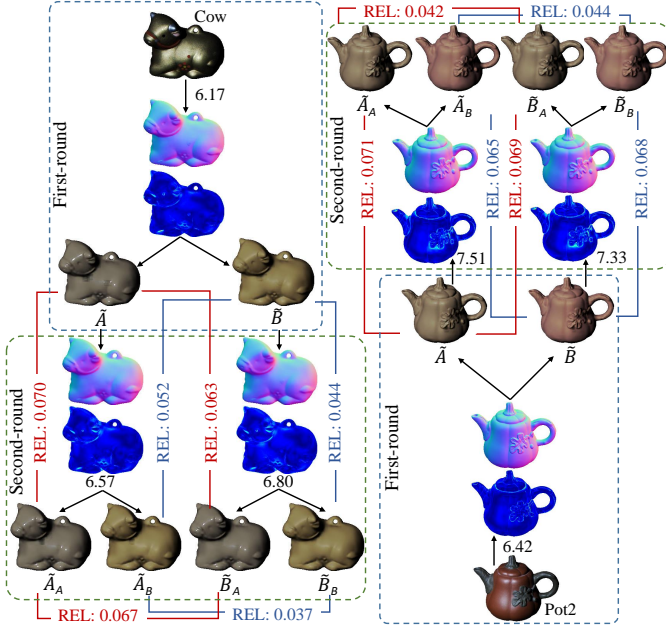 Cow
6.17
First-round
Ã
B̃
Second-round
REL: 0.070
REL: 0.052
REL: 0.063
REL: 0.044
6.57
6.80
Ã_A
Ã_B
B̃_A
B̃_B
REL: 0.067
REL: 0.037
REL: 0.042
REL: 0.044
Ã_A
Ã_B
B̃_A
B̃_B
Second-round
REL: 0.071
REL: 0.065
REL: 0.069
REL: 0.068
7.51
7.33
Ã
B̃
First-round
6.42
Pot2